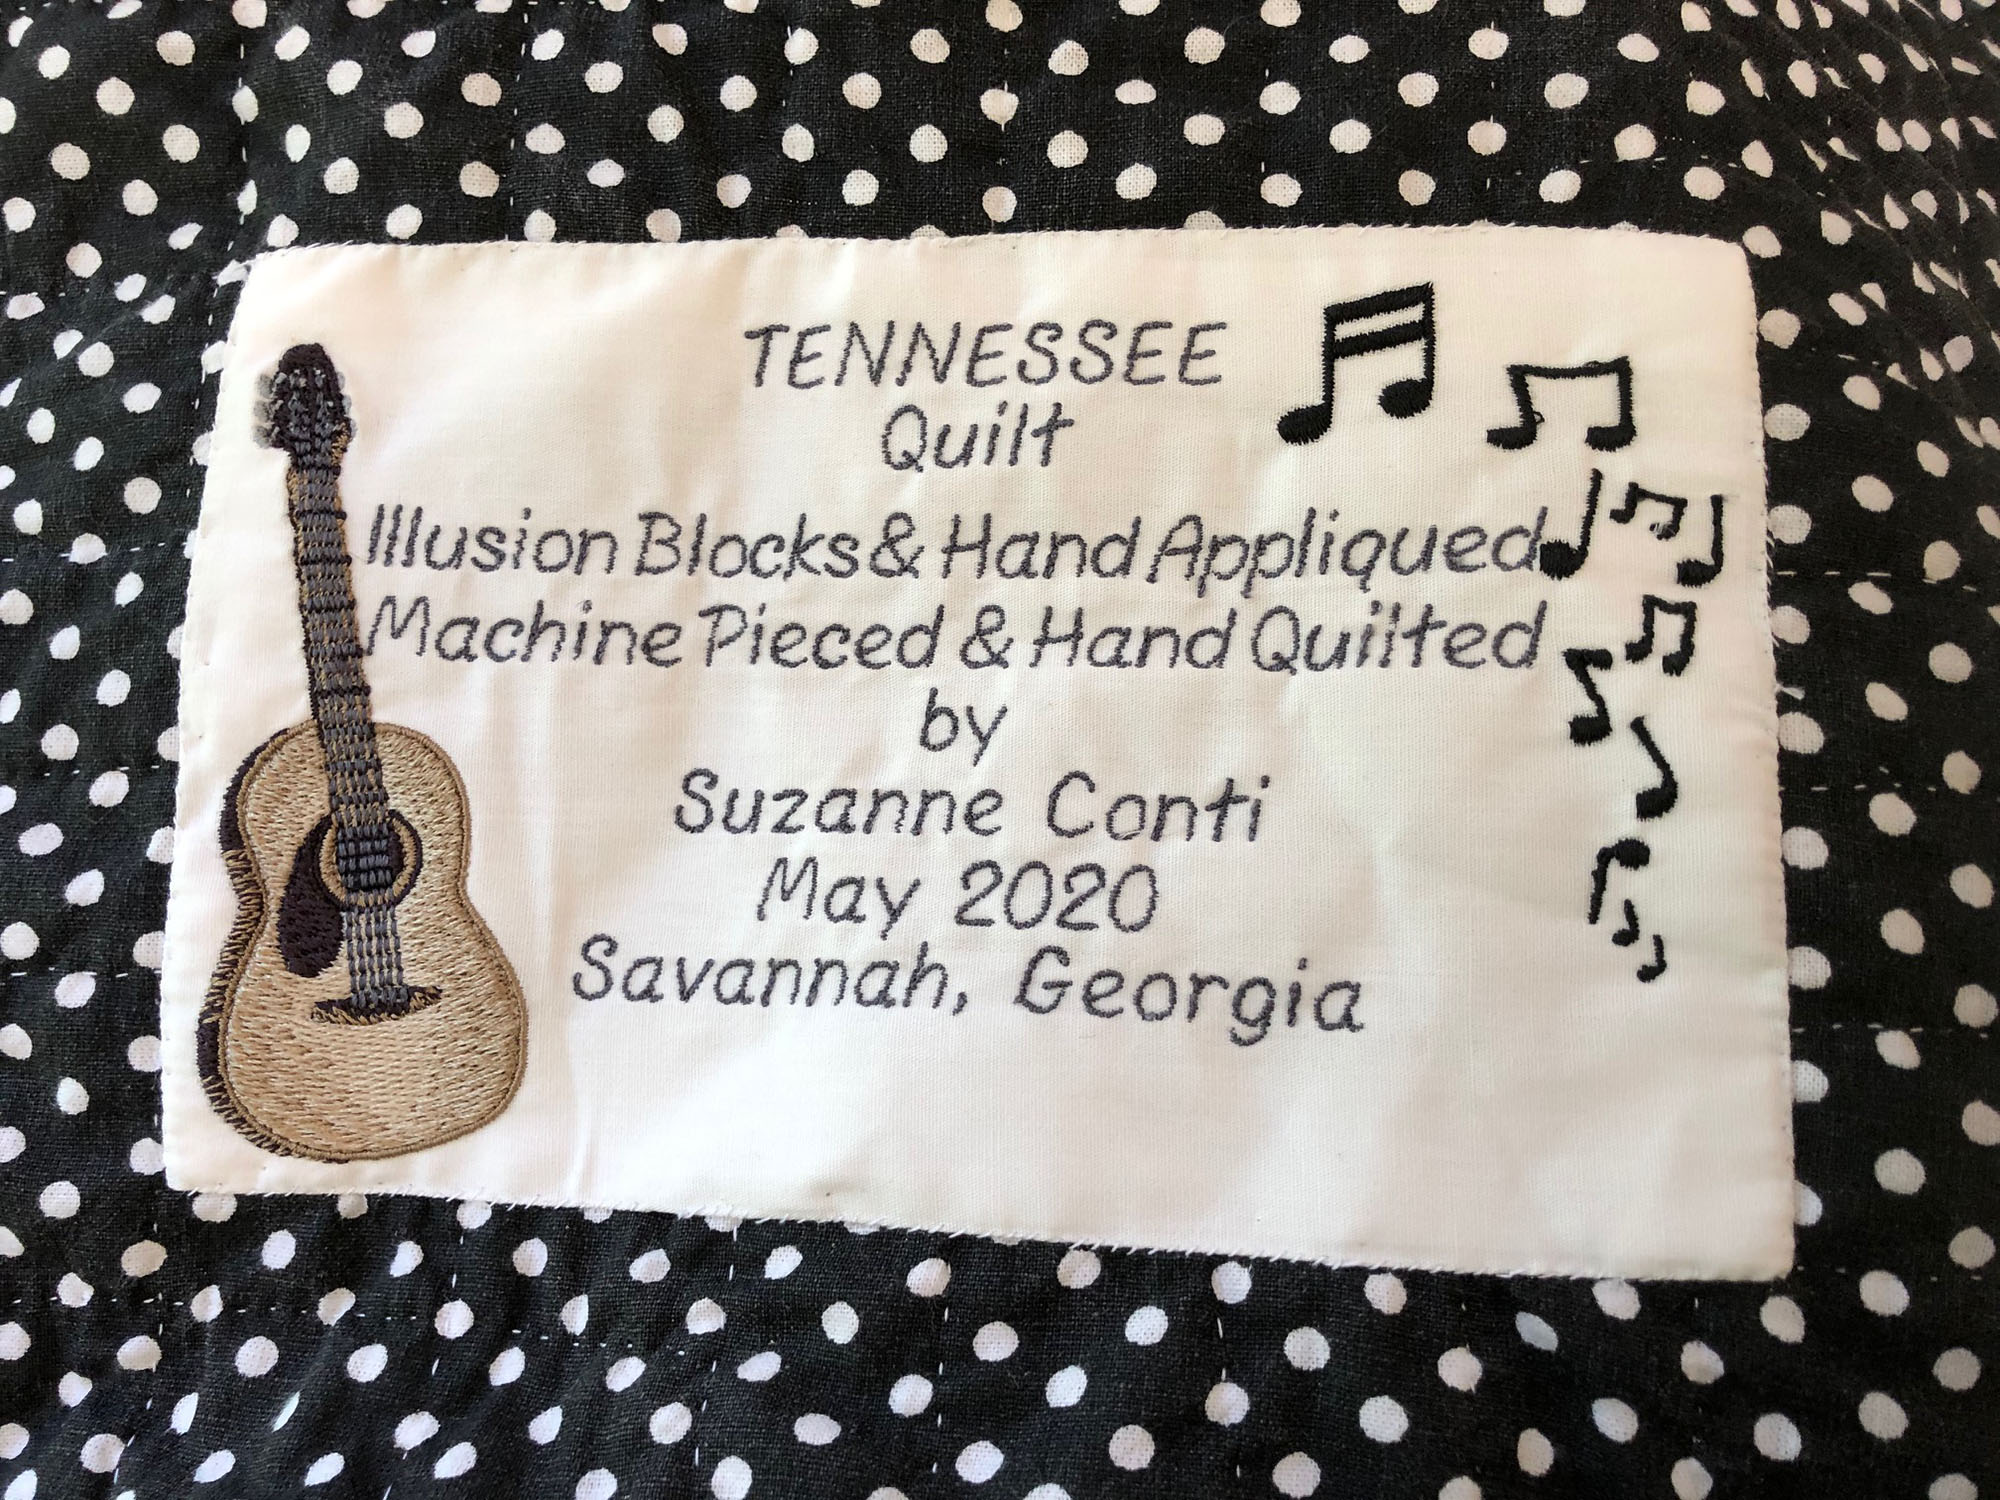 TENNESSEE
Quilt
Illusion Blocks & Hand Appliqued
Machine Pieced & Hand Quilted
by
Suzanne Conti
May 2020
Savannah, Georgia